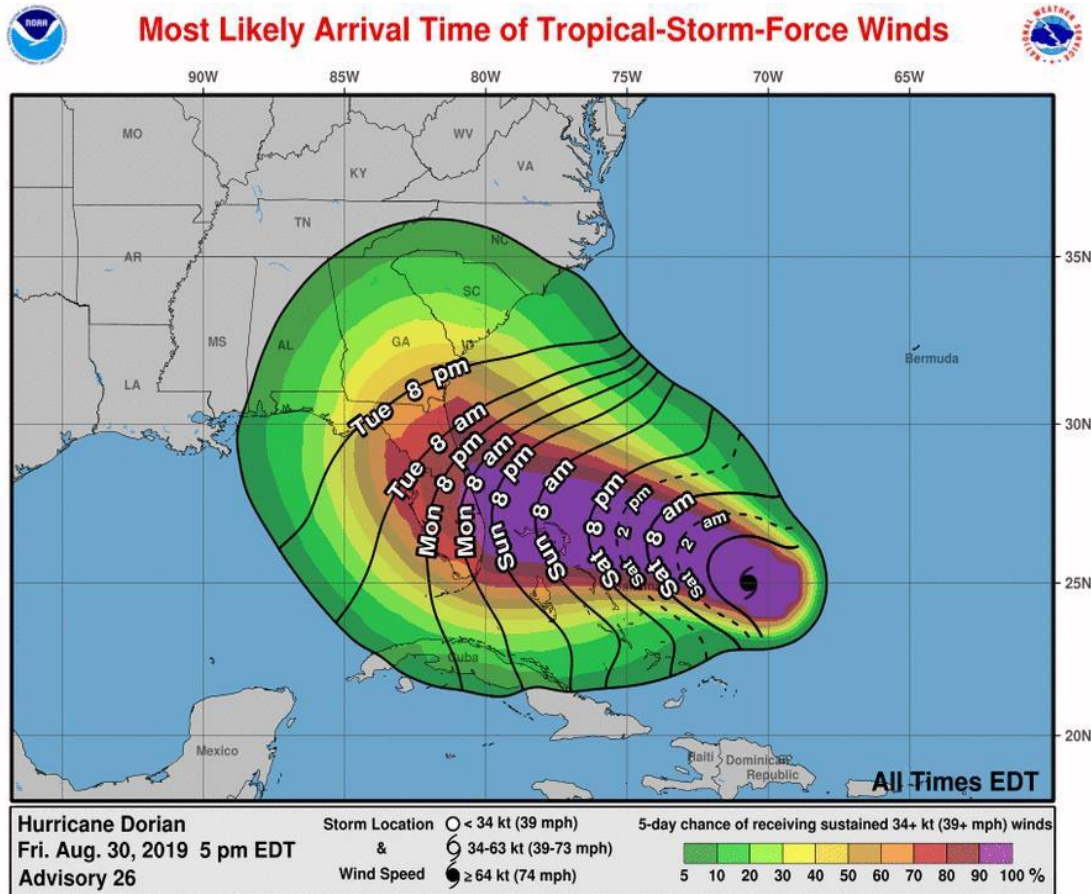 NOAA
Most Likely Arrival Time of Tropical-Storm-Force Winds
90W 85W 80W 75W 70W 65W
MO
WV
KY
VA
TN
NC
35N
AR
SC
MS
AL
GA
Bermuda
LA
Tue 8 pm
30N
Tue 8 am
Mon 8 pm
Mon 8 am
Sun 8 pm
Sun 8 am
Sat 8 pm
Sat 2 pm
Sat 8 am
Sat 2 am
25N
Cuba
Mexico
20N
Haiti
Dominican
Republic
All Times EDT
Hurricane Dorian
Fri. Aug. 30, 2019 5 pm EDT
Advisory 26
Storm Location
&
Wind Speed
< 34 kt (39 mph)
34-63 kt (39-73 mph)
≥ 64 kt (74 mph)
5-day chance of receiving sustained 34+ kt (39+ mph) winds
5 10 20 30 40 50 60 70 80 90 100 %